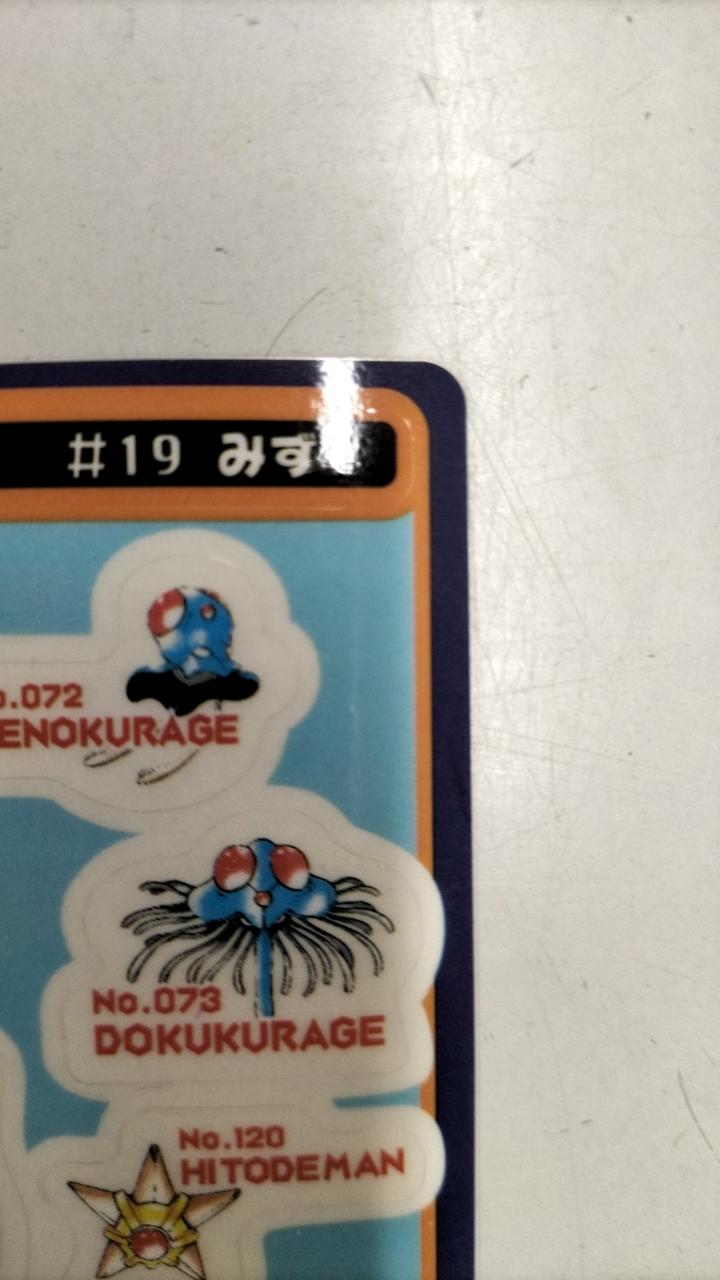 #19 みず
o.072
ENOKURAGE
No.073
DOKUKURAGE
No.120
HITODEMAN